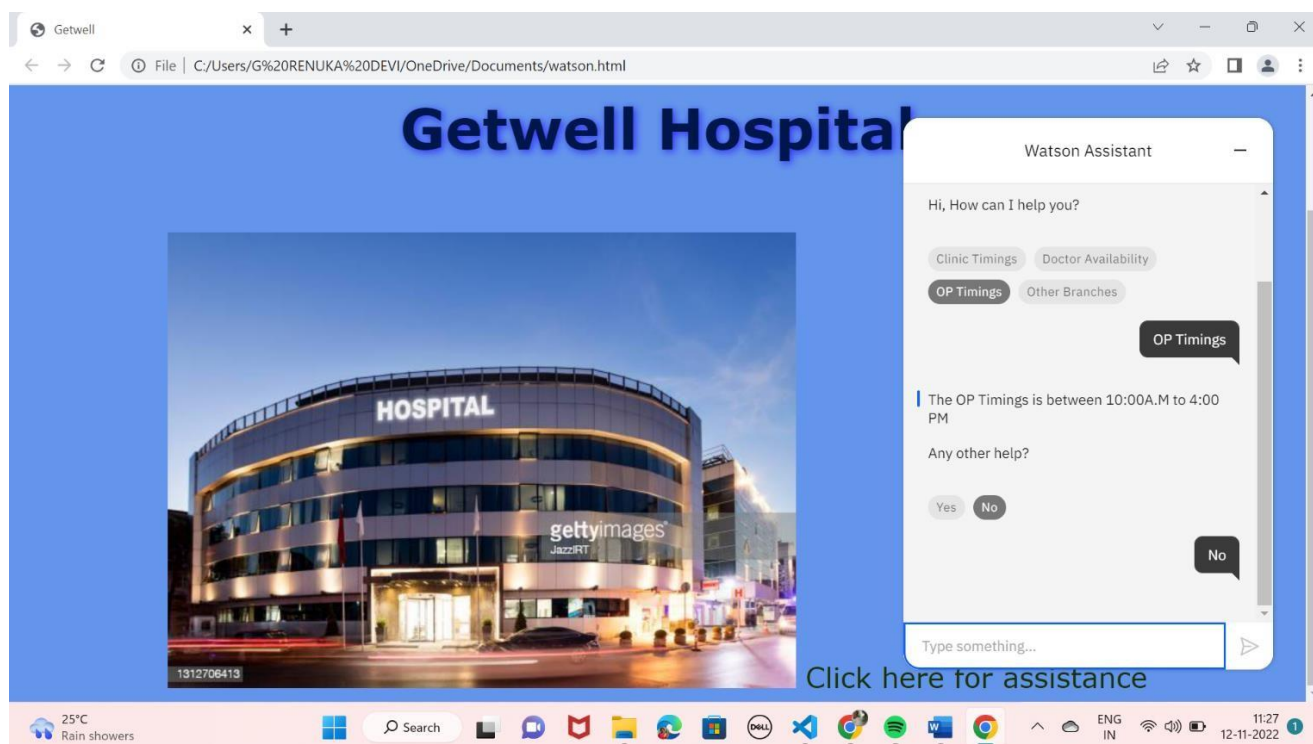 Getwell
File | C:/Users/G%20RENUKA%20DEVI/OneDrive/Documents/watson.html
Getwell Hospital
Watson Assistant
Hi, How can I help you?
Clinic Timings Doctor Availability
OP Timings Other Branches
OP Timings
The OP Timings is between 10:00A.M to 4:00
PM
Any other help?
Yes No
No
Type something...
HOSPITAL
gettyimages®
JazzIRT
H
1312706413
Click here for assistance
25°C
Rain showers
Search
DELL
W
ENG
IN
11:27
12-11-2022
1